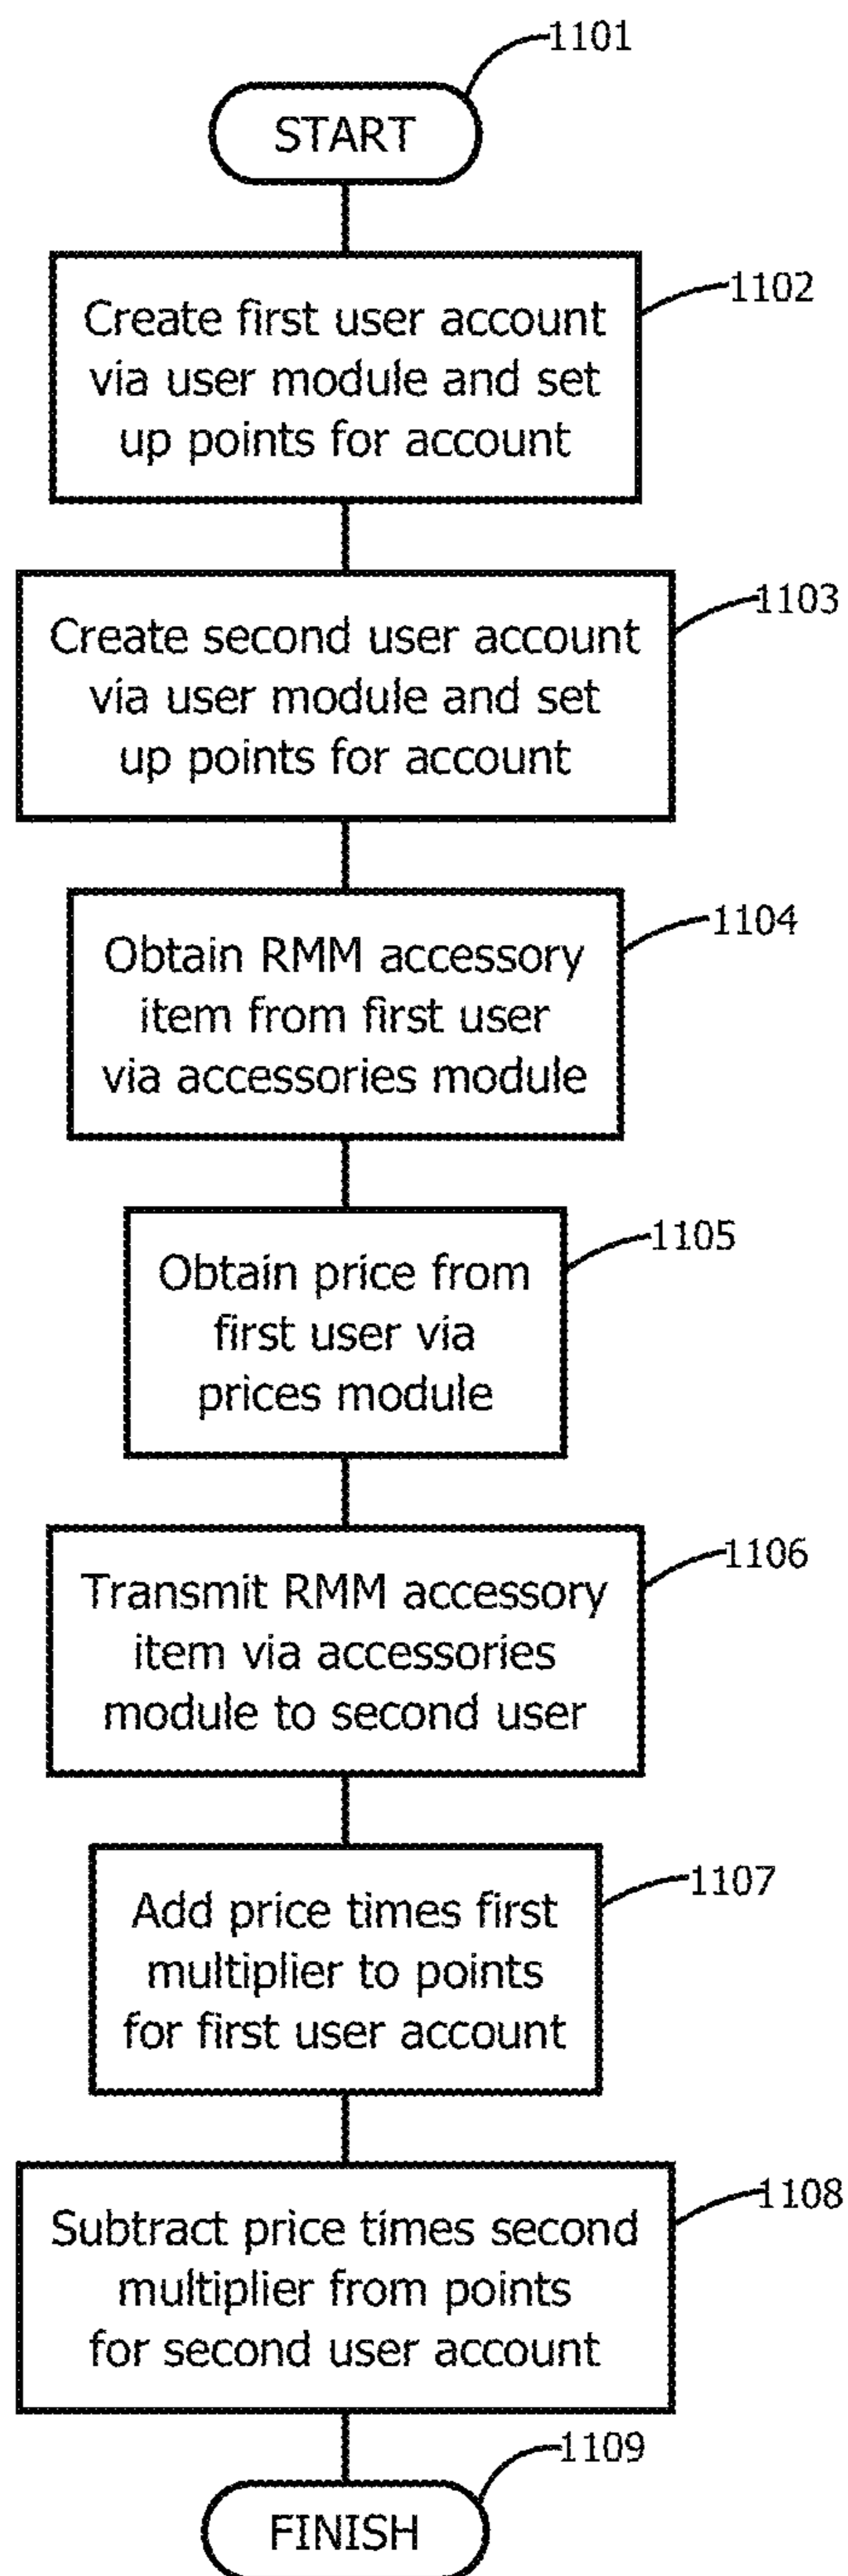 1101
START
1102
Create first user account
via user module and set
up points for account
1103
Create second user account
via user module and set
up points for account
1104
Obtain RMM accessory
item from first user
via accessories module
1105
Obtain price from
first user via
prices module
1106
Transmit RMM accessory
item via accessories
module to second user
1107
Add price times first
multiplier to points
for first user account
1108
Subtract price times second
multiplier from points
for second user account
1109
FINISH